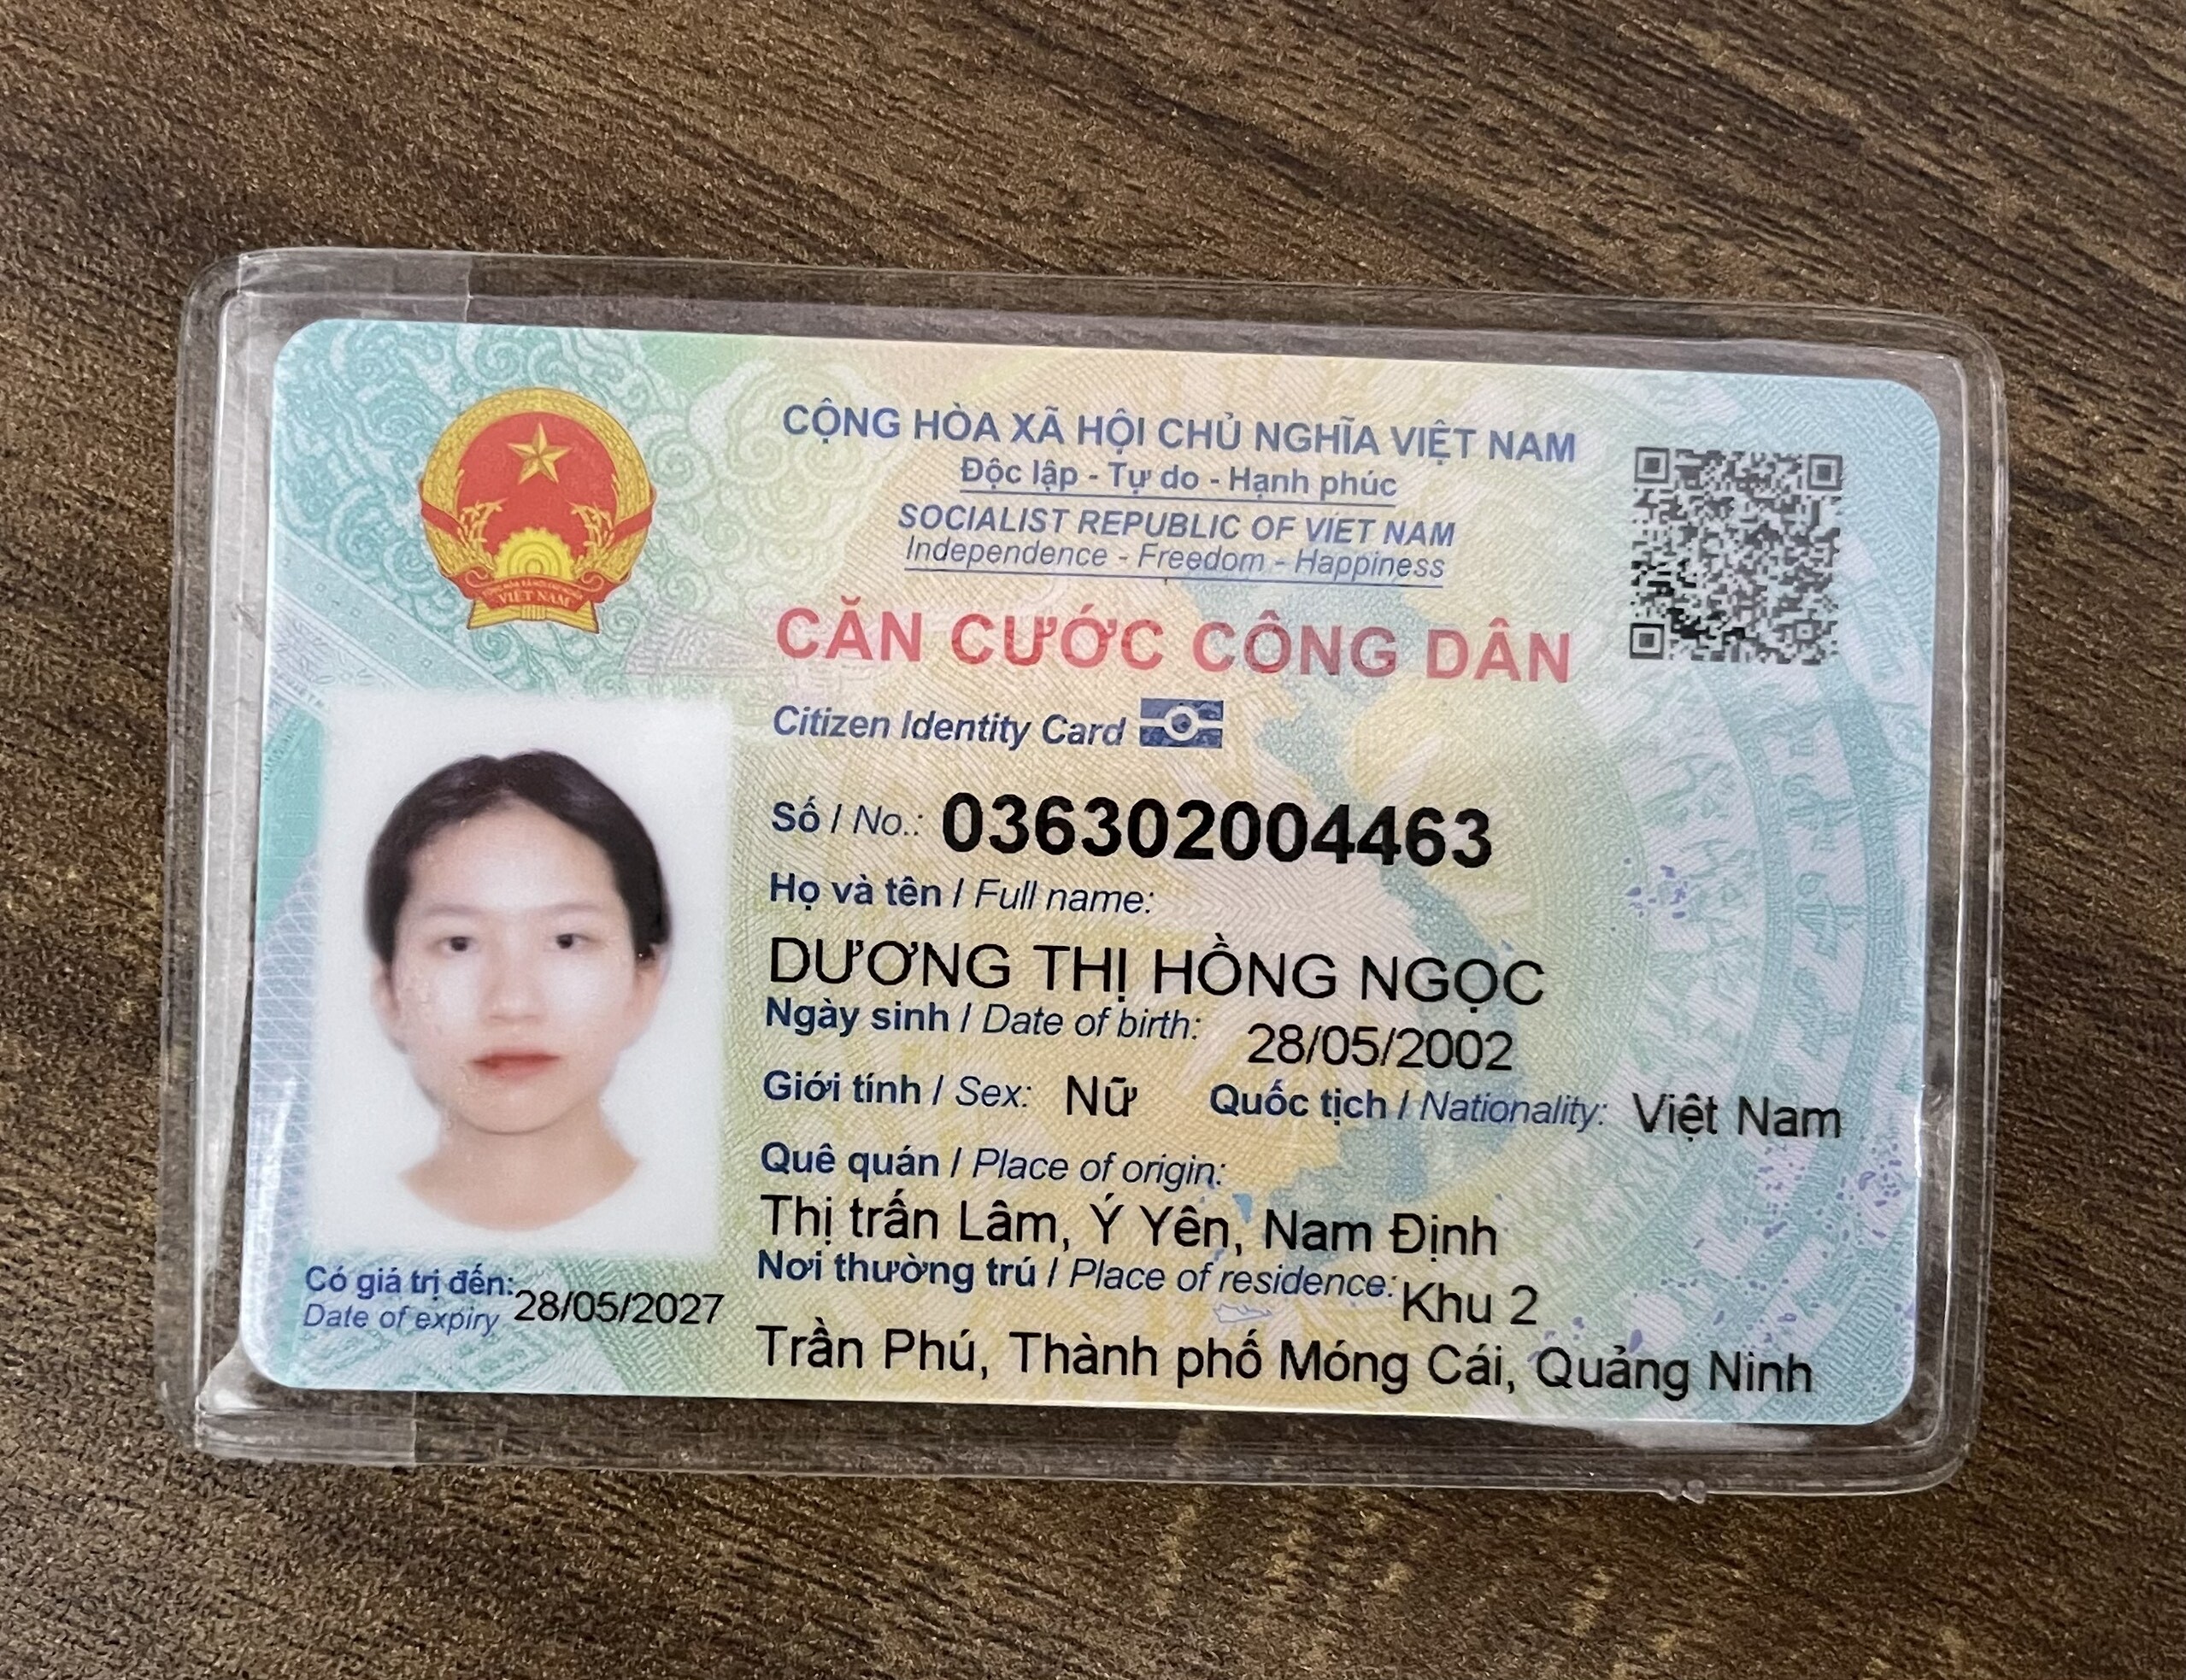 CỘNG HÒA XÃ HỘI CHỦ NGHĨA VIỆT NAM
Độc lập - Tự do - Hạnh phúc
SOCIALIST REPUBLIC OF VIET NAM
Independence - Freedom - Happiness
CĂN CƯỚC CÔNG DÂN
Citizen Identity Card
Số / No.: 036302004463
Họ và tên / Full name:
DƯƠNG THỊ HỒNG NGỌC
Ngày sinh / Date of birth: 28/05/2002
Giới tính / Sex: Nữ Quốc tịch / Nationality: Việt Nam
Quê quán / Place of origin:
Thị trấn Lâm, Ý Yên, Nam Định
Nơi thường trú / Place of residence: Khu 2
Trần Phú, Thành phố Móng Cái, Quảng Ninh
Có giá trị đến: 28/05/2027
Date of expiry
VIỆT NAM